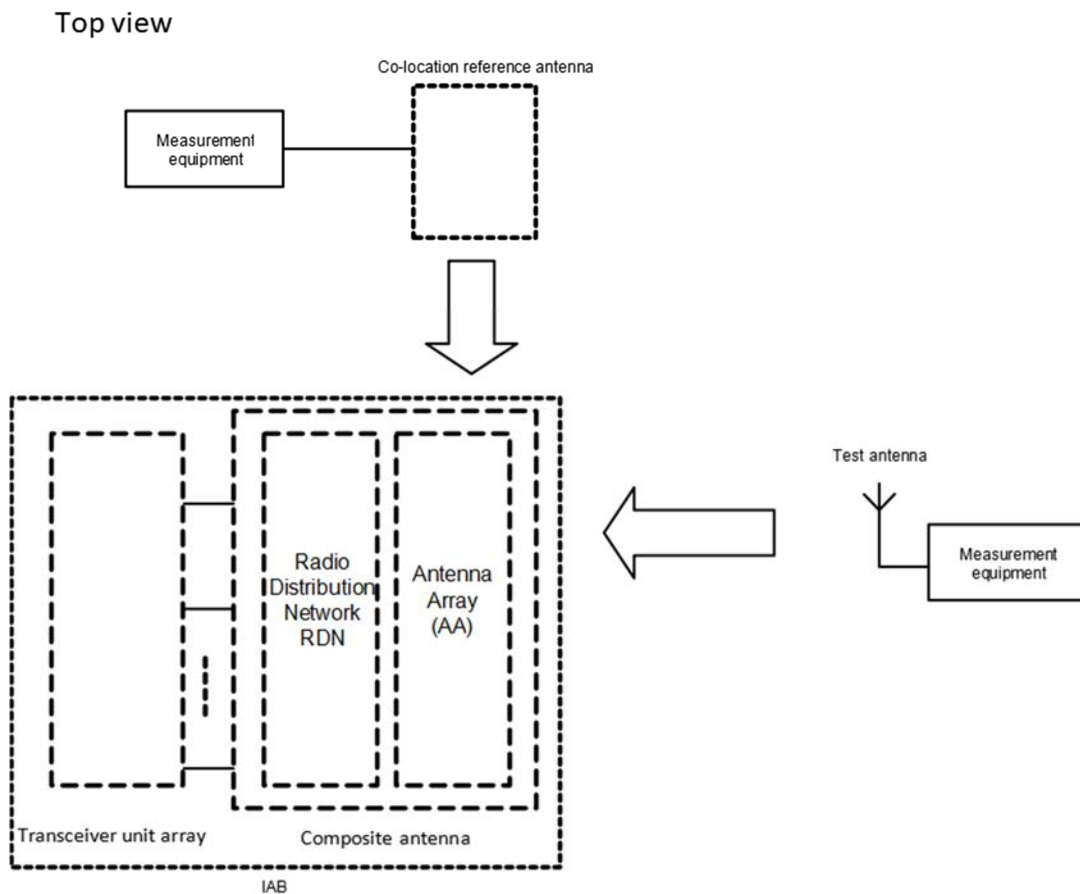 Top view
Co-location reference antenna
Measurement
equipment
Test antenna
Measurement
equipment
Radio
Distribution
Network
RDN
Antenna
Array
(AA)
Transceiver unit array
Composite antenna
IAB